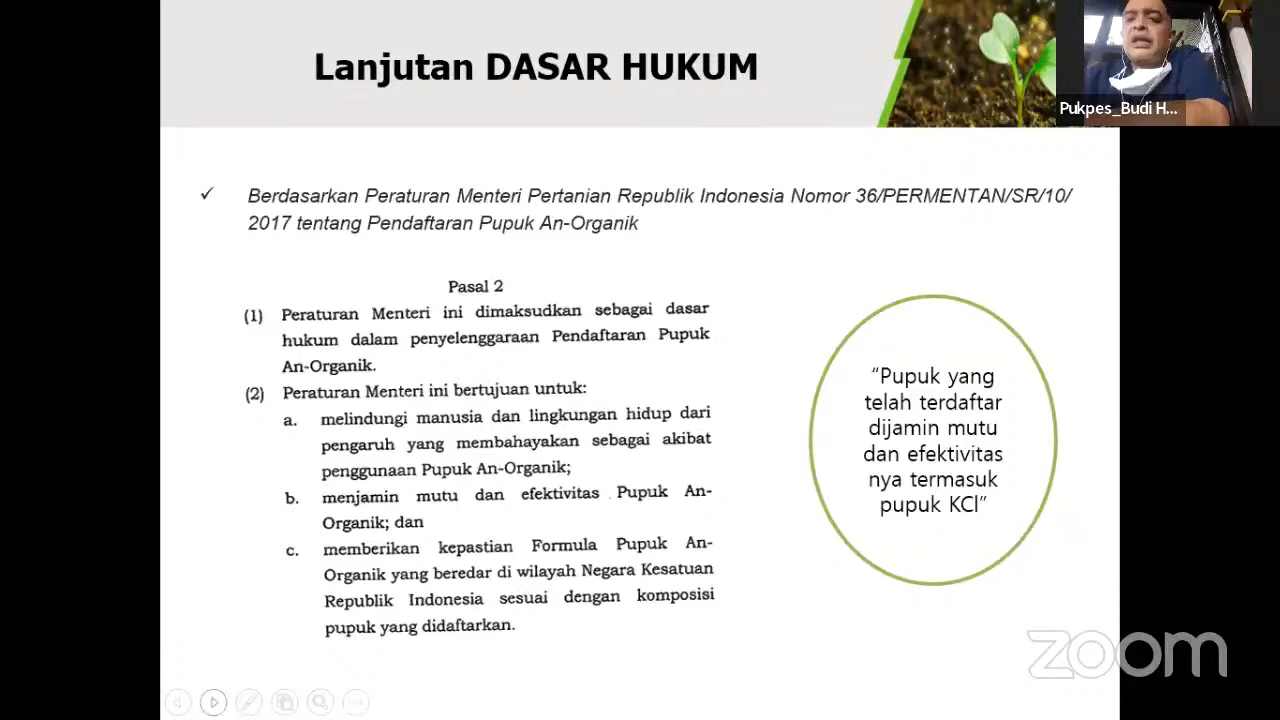 Lanjutan DASAR HUKUM
Pukpes_Budi H...
✓ Berdasarkan Peraturan Menteri Pertanian Republik Indonesia Nomor 36/PERMENTAN/SR/10/
2017 tentang Pendaftaran Pupuk An-Organik
Pasal 2
(1) Peraturan Menteri ini dimaksudkan sebagai dasar
hukum dalam penyelenggaraan Pendaftaran Pupuk
An-Organik.
(2) Peraturan Menteri ini bertujuan untuk:
a. melindungi manusia dan lingkungan hidup dari
pengaruh yang membahayakan sebagai akibat
penggunaan Pupuk An-Organik;
b. menjamin mutu dan efektivitas Pupuk An-
Organik; dan
c. memberikan kepastian Formula Pupuk An-
Organik yang beredar di wilayah Negara Kesatuan
Republik Indonesia sesuai dengan komposisi
pupuk yang didaftarkan.
“Pupuk yang
telah terdaftar
dijamin mutu
dan efektivitas
nya termasuk
pupuk KCl”
zoom